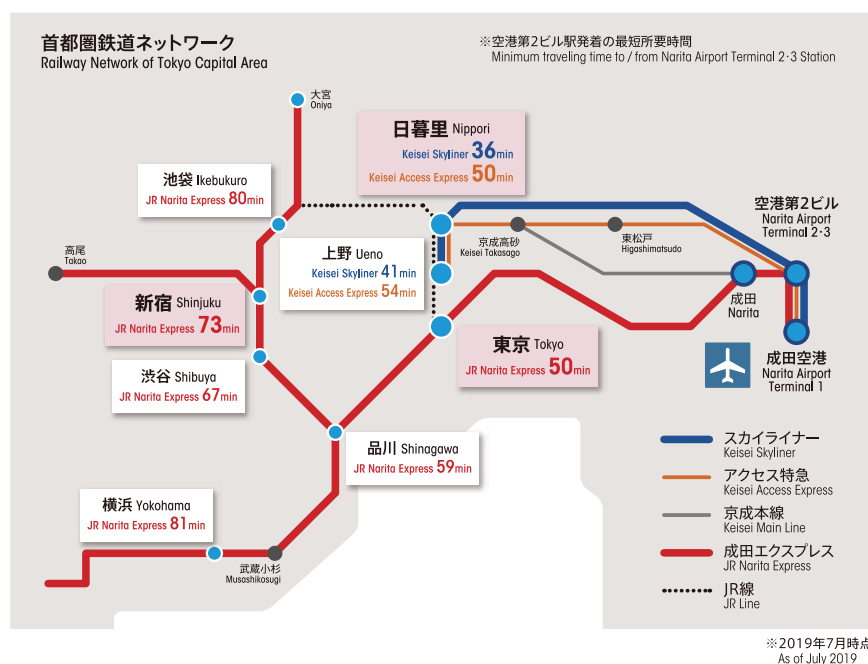 首都圏鉄道ネットワーク
Railway Network of Tokyo Capital Area
※空港第2ビル駅発着の最短所要時間
Minimum traveling time to / from Narita Airport Terminal 2·3 Station
大宮
Oniya
日暮里 Nippori
Keisei Skyliner 36min
Keisei Access Express 50min
池袋 Ikebukuro
JR Narita Express 80min
空港第2ビル
Narita Airport
Terminal 2·3
高尾
Takao
上野 Ueno
Keisei Skyliner 41min
Keisei Access Express 54min
京成高砂
Keisei Takasago
東松戸
Higashimatsudo
新宿 Shinjuku
JR Narita Express 73min
成田
Narita
東京 Tokyo
JR Narita Express 50min
成田空港
Narita Airport
Terminal 1
渋谷 Shibuya
JR Narita Express 67min
品川 Shinagawa
JR Narita Express 59min
横浜 Yokohama
JR Narita Express 81min
武蔵小杉
Musashikosugi
スカイライナー
Keisei Skyliner
アクセス特急
Keisei Access Express
京成本線
Keisei Main Line
成田エクスプレス
JR Narita Express
JR線
JR Line
※2019年7月時点
As of July 2019